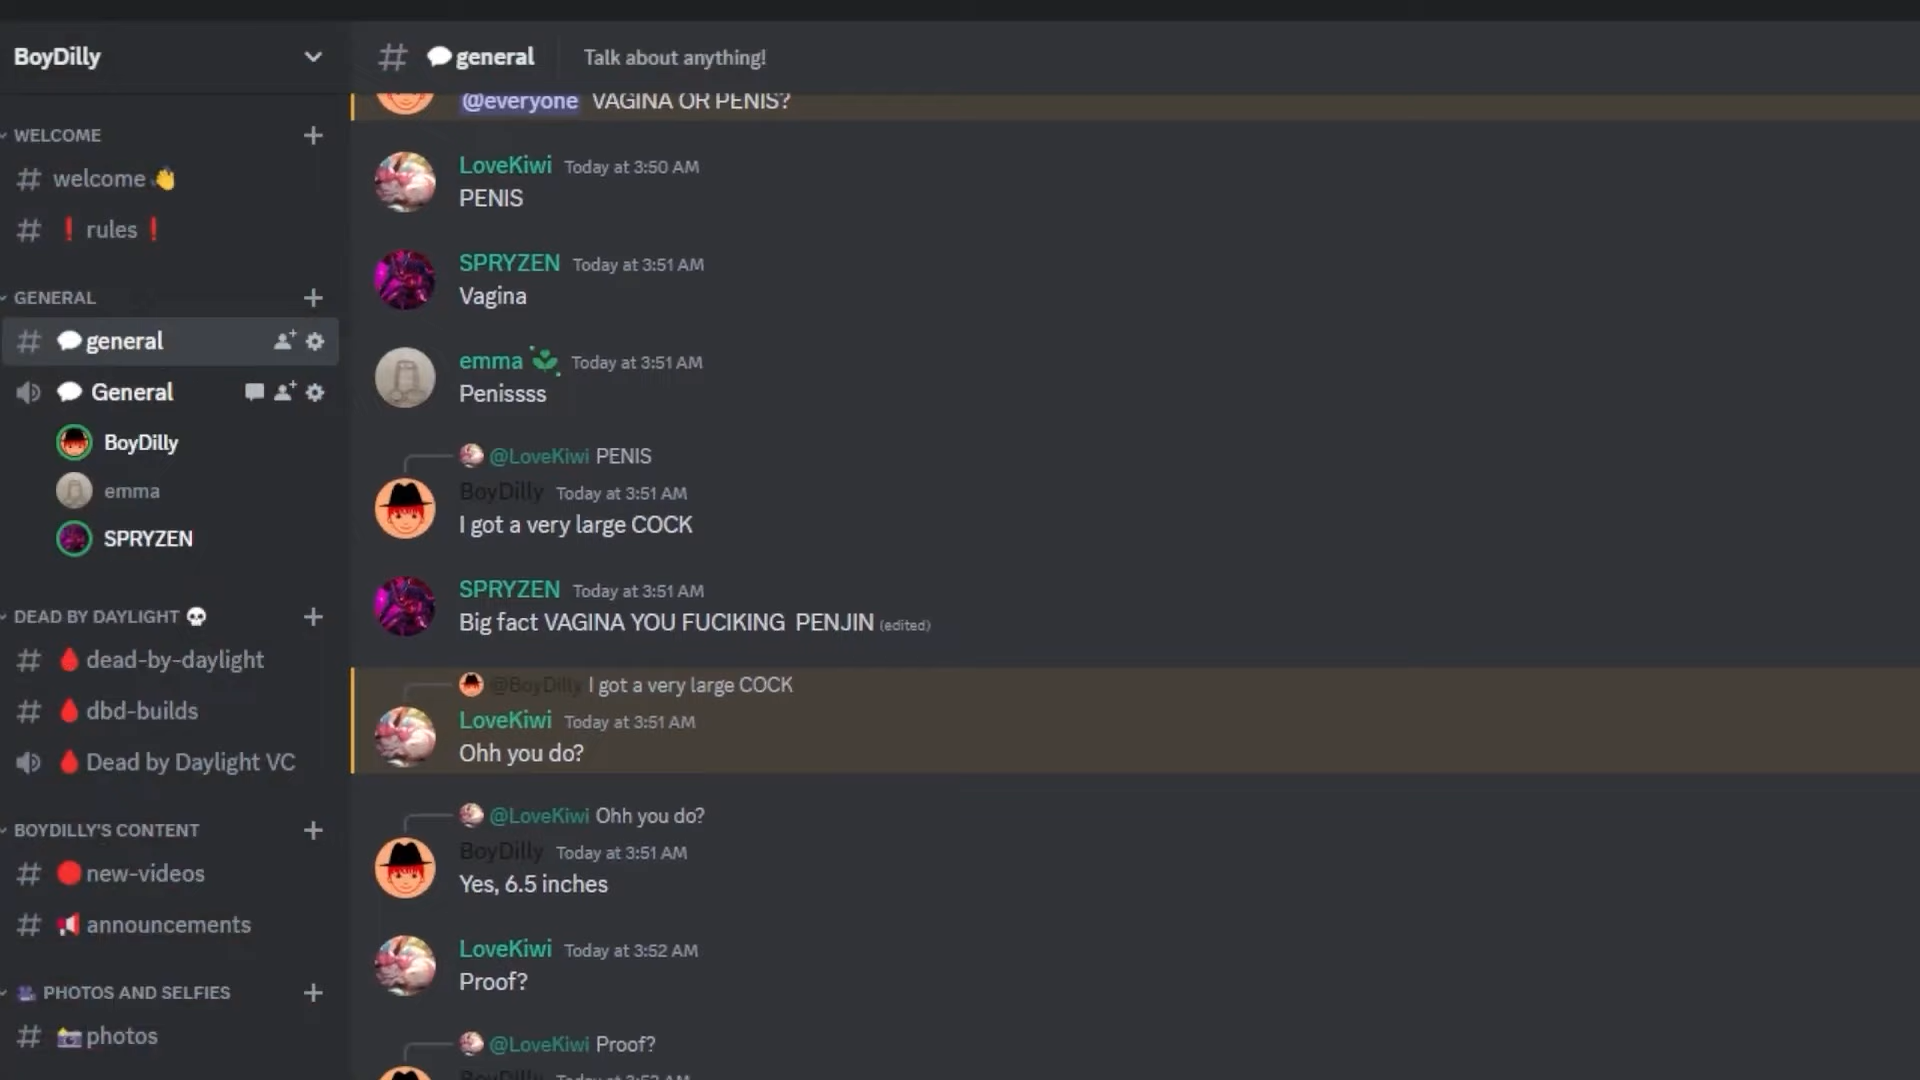 BoyDilly
WELCOME
welcome
rules
GENERAL
general
General
BoyDilly
emma
SPRYZEN
DEAD BY DAYLIGHT
dead-by-daylight
dbd-builds
Dead by Daylight VC
BOYDILLY'S CONTENT
new-videos
announcements
PHOTOS AND SELFIES
photos
general Talk about anything!
@everyone VAGINA OR PENIS?
LoveKiwi Today at 3:50 AM
PENIS
SPRYZEN Today at 3:51 AM
Vagina
emma Today at 3:51 AM
Penissss
@LoveKiwi PENIS
BoyDilly Today at 3:51 AM
I got a very large COCK
SPRYZEN Today at 3:51 AM
Big fact VAGINA YOU FUCIKING PENJIN (edited)
@BoyDilly I got a very large COCK
LoveKiwi Today at 3:51 AM
Ohh you do?
@LoveKiwi Ohh you do?
BoyDilly Today at 3:51 AM
Yes, 6.5 inches
LoveKiwi Today at 3:52 AM
Proof?
@LoveKiwi Proof?
BoyDilly Today at 3:52 AM